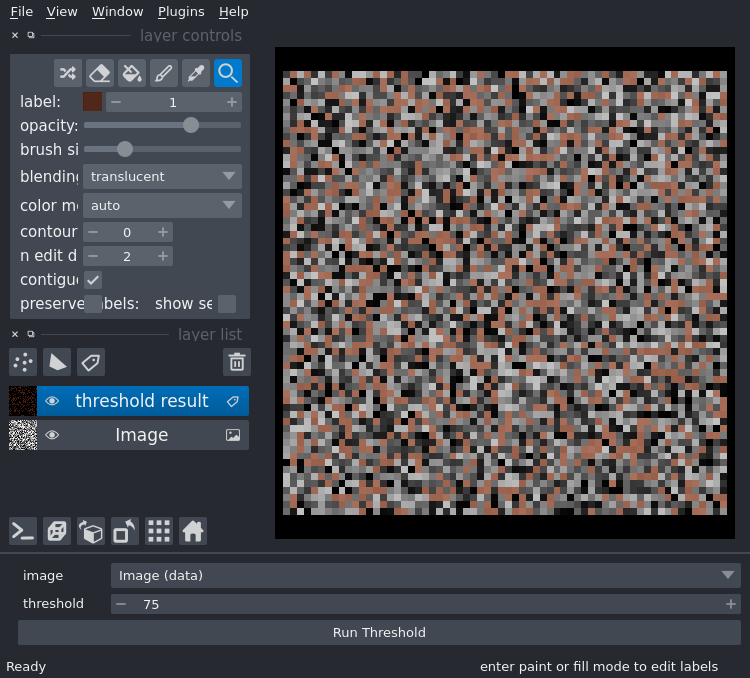 File View Window Plugins Help
layer controls
label: 1
opacity:
brush si
blending translucent
color m auto
contour 0
n edit d 2
contigu
preserve abels: show se
layer list
threshold result
Image
image Image (data)
threshold 75
Run Threshold
Ready enter paint or fill mode to edit labels